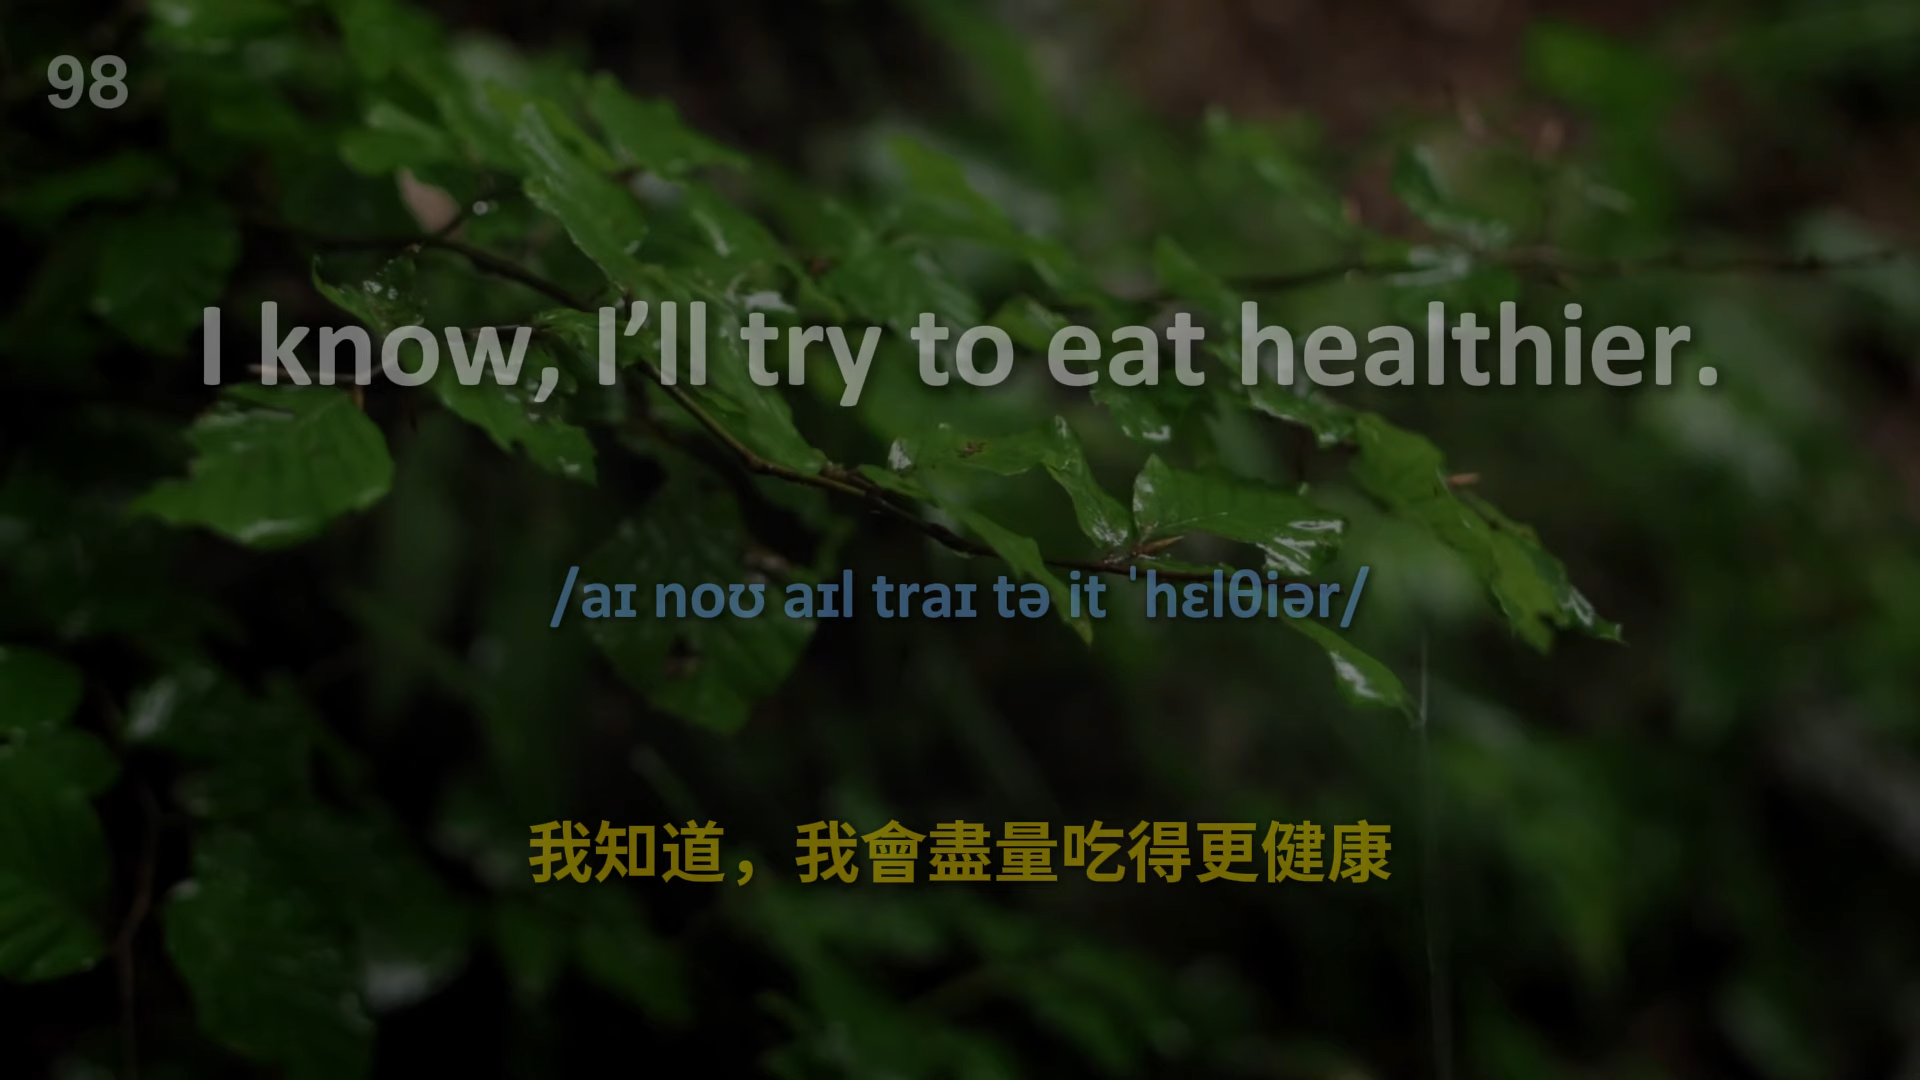 98
I know, I’ll try to eat healthier.
/aɪ noʊ aɪl traɪ tə it ˈhɛlθiər/
我知道，我會盡量吃得更健康